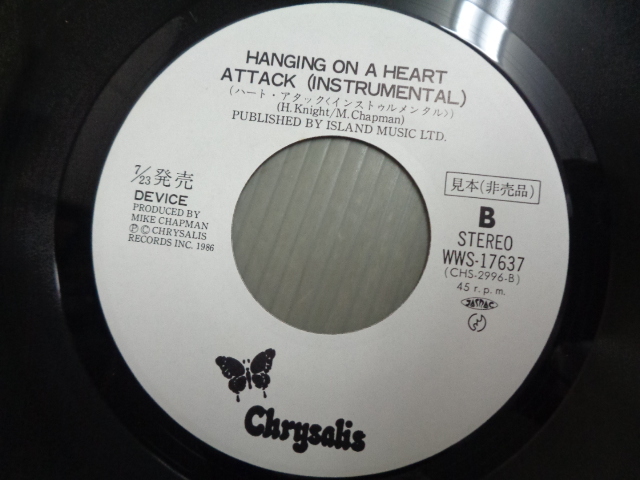 HANGING ON A HEART
ATTACK (INSTRUMENTAL)
(ハート・アタック〈インストゥルメンタル〉)
(H.Knight/M.Chapman)
PUBLISHED BY ISLAND MUSIC LTD.
7/23発売
DEVICE
PRODUCED BY
MIKE CHAPMAN
Ⓟ © CHRYSALIS
RECORDS INC. 1986
見本(非売品)
B
STEREO
WWS-17637
(CHS-2996-B)
45 r.p.m.
JASRAC
Chrysalis